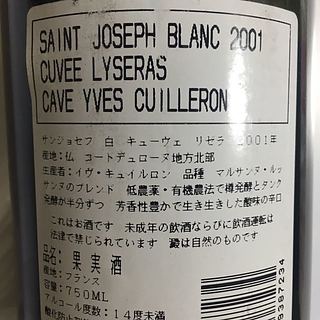 SAINT JOSEPH BLANC 2001
CUVEE LYSERAS
CAVE YVES CUILLERON
サンジョセフ 白 キューヴェ リセラ 2001年
産地:仏 コートデュローヌ地方北部
生産者:イヴ・キュイルロン 品種 マルサンヌ・ルッ
サンヌのブレンド 低農薬・有機農法で樽発酵とタンク
発酵が半分ずつ 芳香性豊かで生き生きした酸味の辛口
これはお酒です 未成年の飲酒ならびに飲酒運転は
法律で禁じられています 澱は自然のものです
品名: 果実酒
産地:フランス
容量:750ML
アルコール度数:14度未満